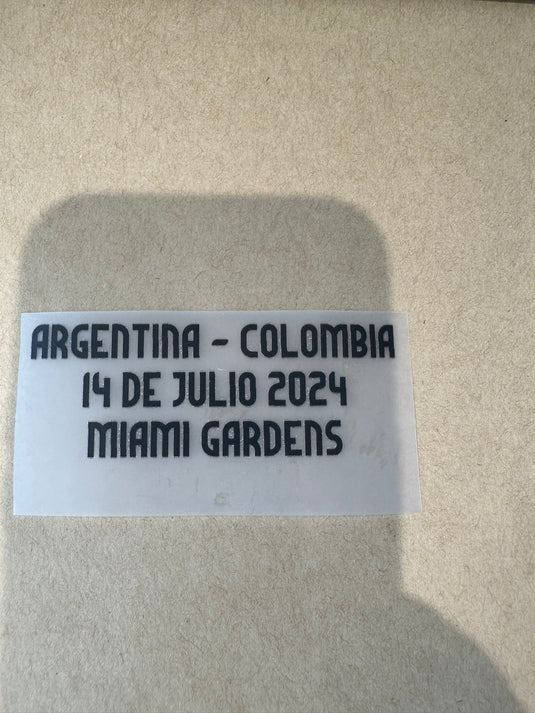 ARGENTINA - COLOMBIA
14 DE JULIO 2024
MIAMI GARDENS